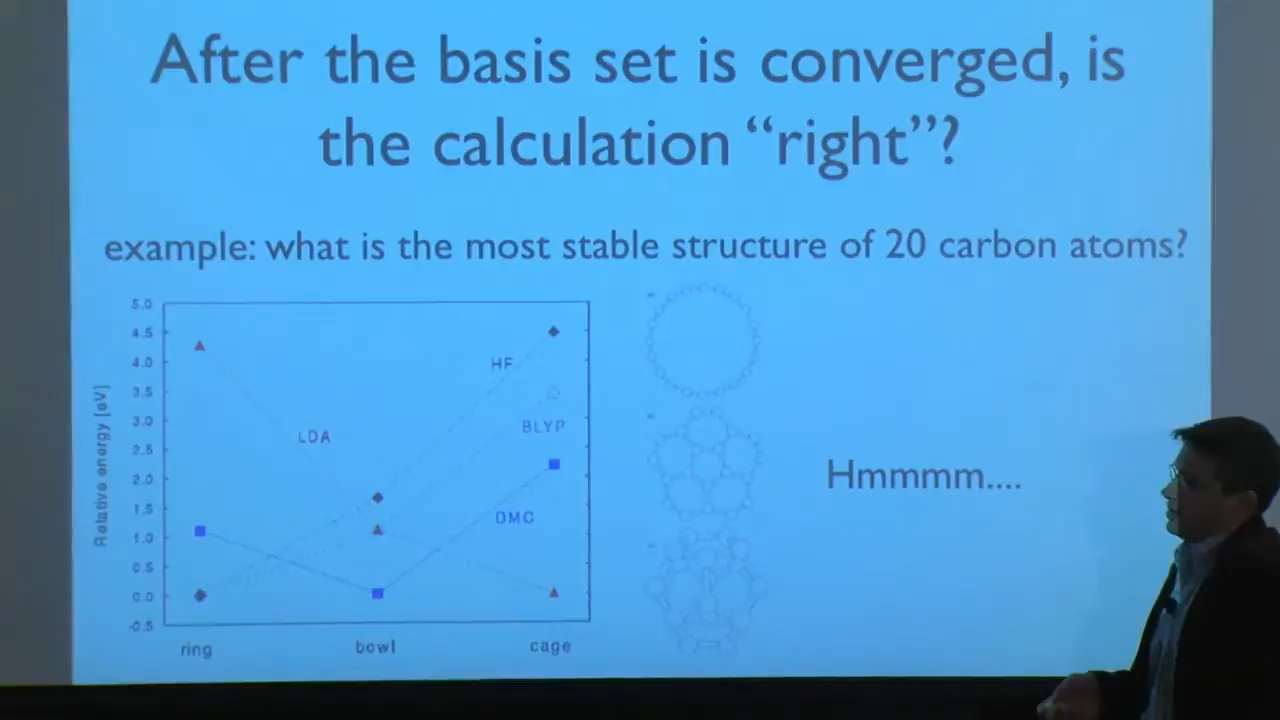 After the basis set is converged, is
the calculation “right”?
example: what is the most stable structure of 20 carbon atoms?
5.0
4.5
4.0
3.5
3.0
2.5
2.0
1.5
1.0
0.5
0.0
-0.5
Relative energy [eV]
HF
LDA
BLYP
DMC
ring
bowl
cage
Hmmmm....